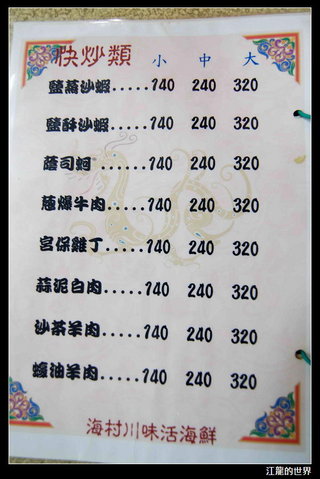 快炒類 小 中 大
鹽蒸沙蝦.....140 240 320
鹽酥沙蝦.....140 240 320
蔭司蚵.......140 240 320
蔥爆牛肉.....140 240 320
宮保雞丁.....140 240 320
蒜泥白肉.....140 240 320
沙茶羊肉.....140 240 320
蠔油羊肉.....140 240 320
海村川味活海鮮
江龍的世界